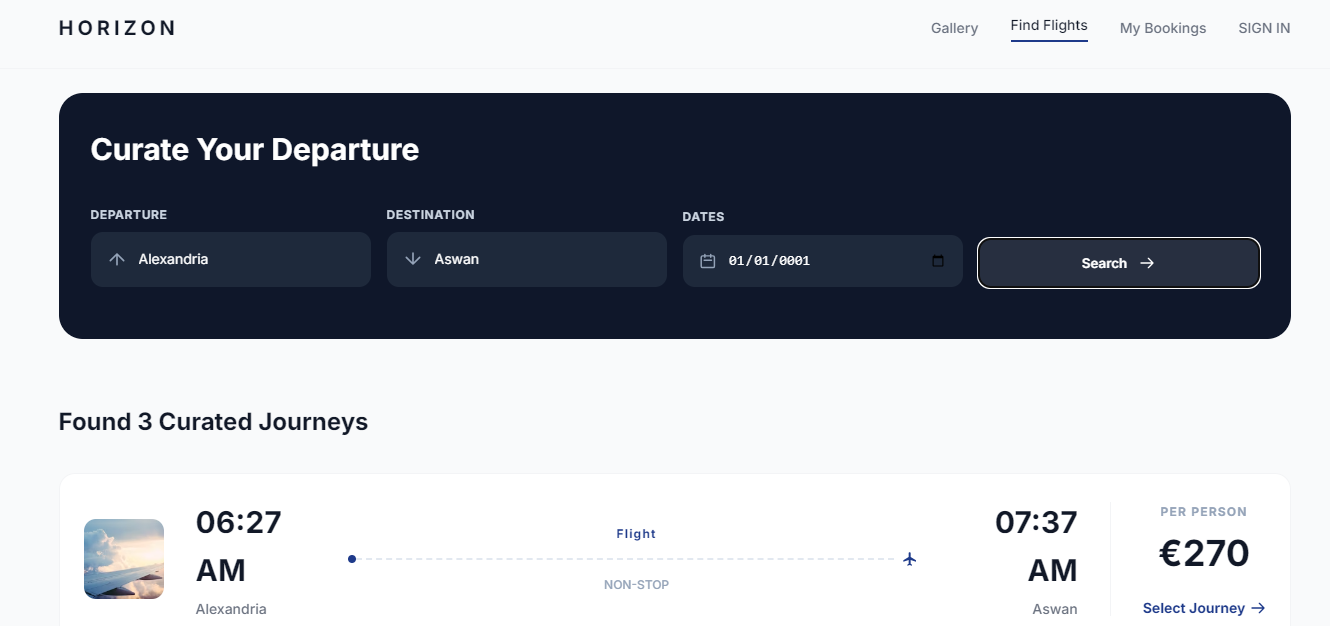 HORIZON
Gallery
Find Flights
My Bookings
SIGN IN
Curate Your Departure
DEPARTURE
DESTINATION
DATES
Alexandria
Aswan
01/01/0001
Search
Found 3 Curated Journeys
06:27
AM
Alexandria
Flight
NON-STOP
07:37
AM
Aswan
PER PERSON
€270
Select Journey